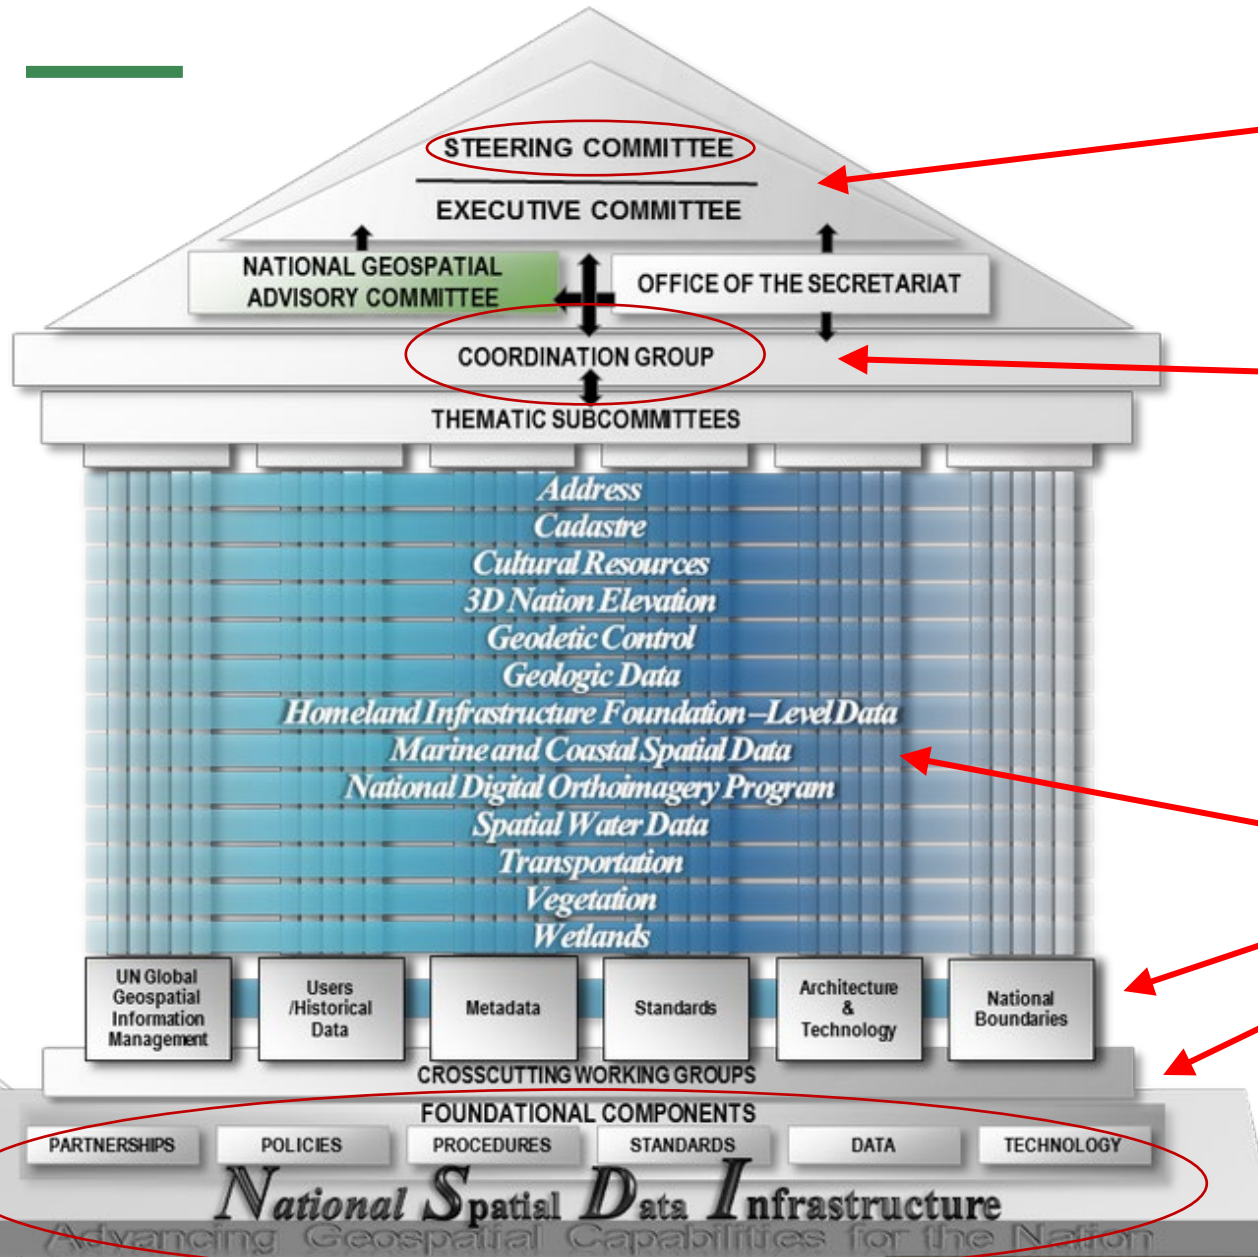 STEERING COMMITTEE
EXECUTIVE COMMITTEE
NATIONAL GEOSPATIAL
ADVISORY COMMITTEE
OFFICE OF THE SECRETARIAT
COORDINATION GROUP
THEMATIC SUBCOMMITTEES
Address
Cadastre
Cultural Resources
3D Nation Elevation
Geodetic Control
Geologic Data
Homeland Infrastructure Foundation–Level Data
Marine and Coastal Spatial Data
National Digital Orthoimagery Program
Spatial Water Data
Transportation
Vegetation
Wetlands
UN Global
Geospatial
Information
Management
Users
/Historical
Data
Metadata
Standards
Architecture
&
Technology
National
Boundaries
CROSSCUTTING WORKING GROUPS
FOUNDATIONAL COMPONENTS
PARTNERSHIPS
POLICIES
PROCEDURES
STANDARDS
DATA
TECHNOLOGY
National Spatial Data Infrastructure
Advancing Geospatial Capabilities for the Nation